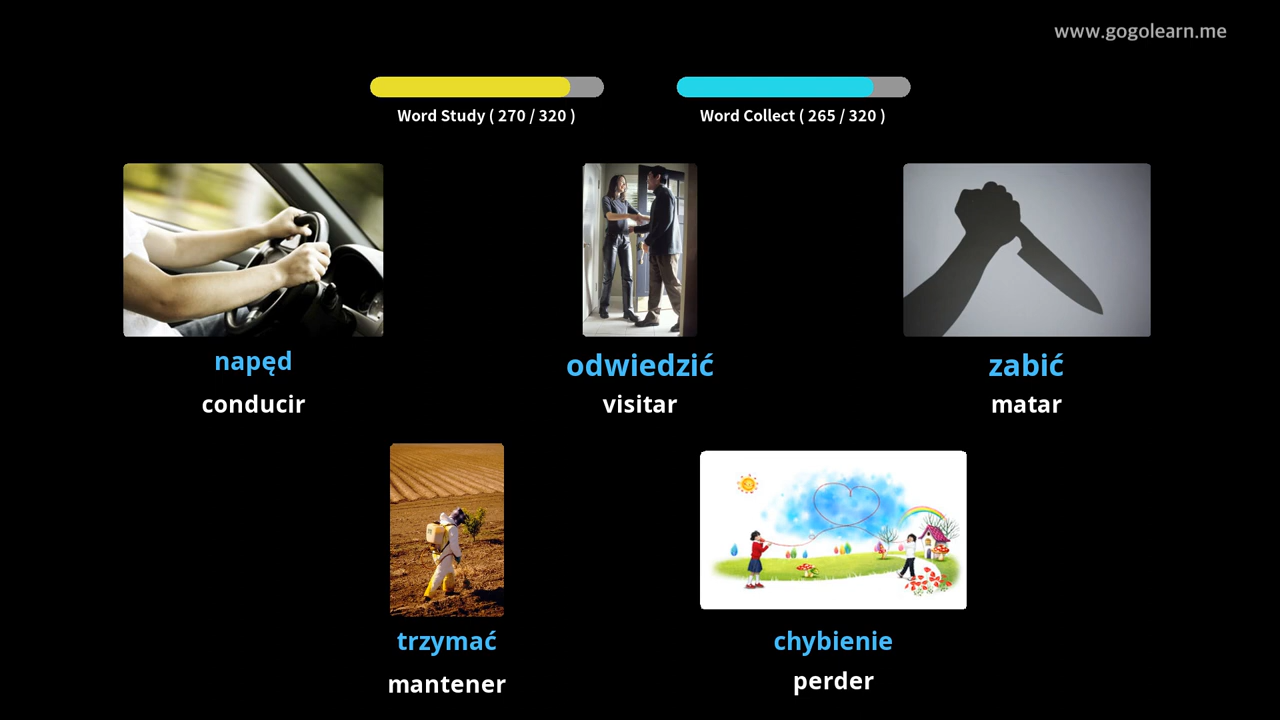 www.gogolearn.me
Word Study ( 270 / 320 )
Word Collect ( 265 / 320 )
napęd
odwiedzić
zabić
conducir
visitar
matar
trzymać
chybienie
mantener
perder